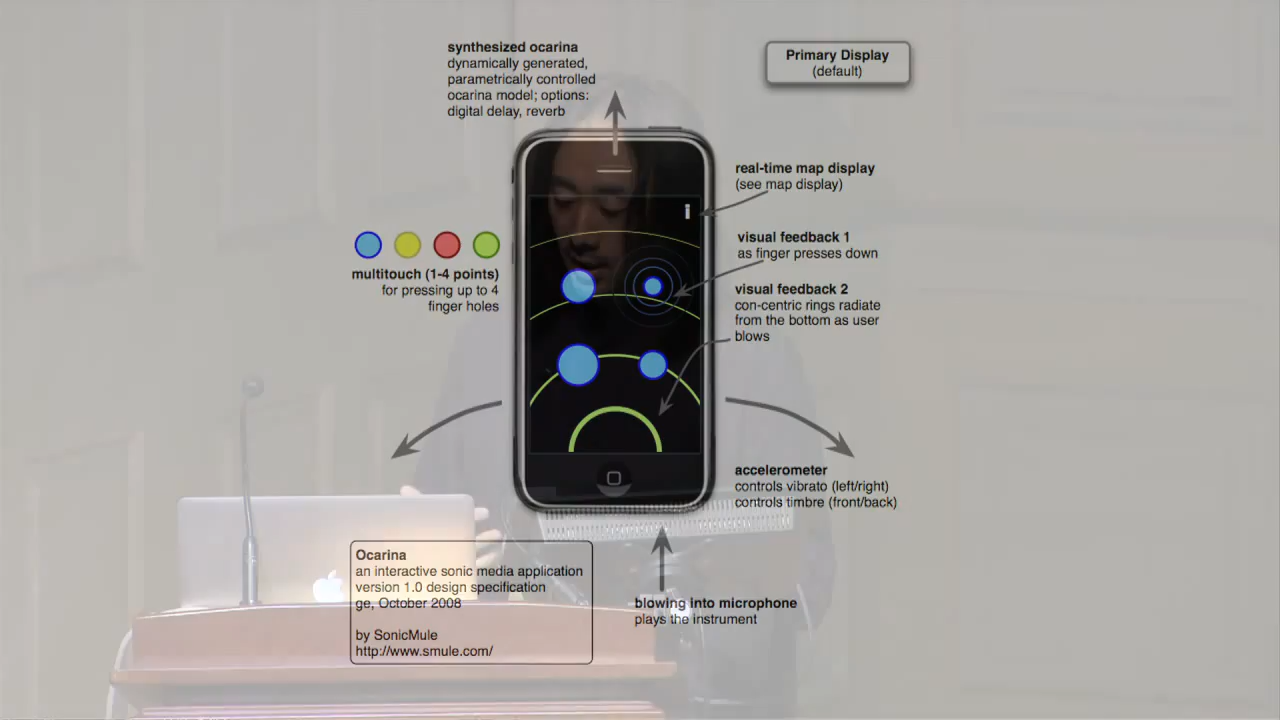 synthesized ocarina
dynamically generated,
parametrically controlled
ocarina model; options:
digital delay, reverb
Primary Display
(default)
real-time map display
(see map display)
i
visual feedback 1
as finger presses down
multitouch (1-4 points)
for pressing up to 4
finger holes
visual feedback 2
con-centric rings radiate
from the bottom as user
blows
accelerometer
controls vibrato (left/right)
controls timbre (front/back)
Ocarina
an interactive sonic media application
version 1.0 design specification
ge, October 2008
by SonicMule
http://www.smule.com/
blowing into microphone
plays the instrument